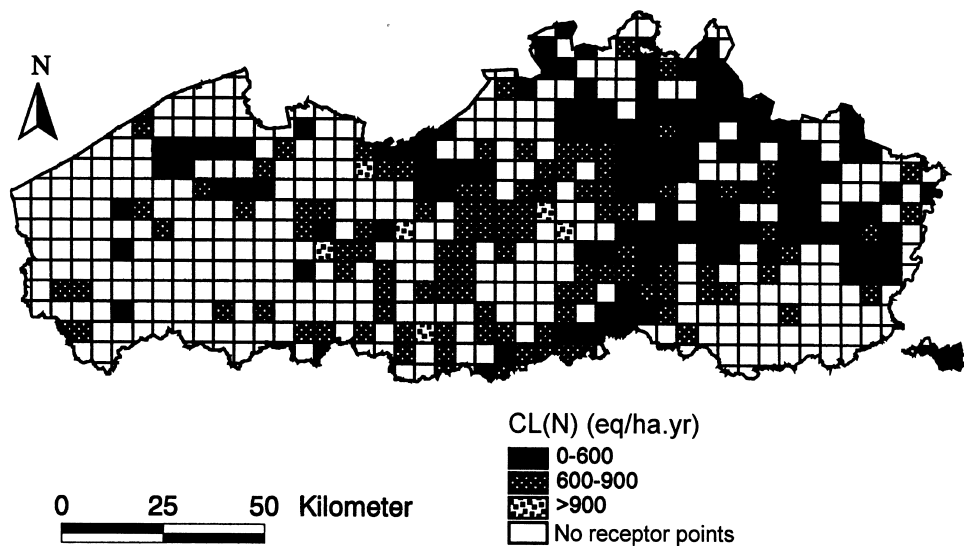 N
CL(N) (eq/ha.yr)
0-600
600-900
>900
No receptor points
0 25 50 Kilometer